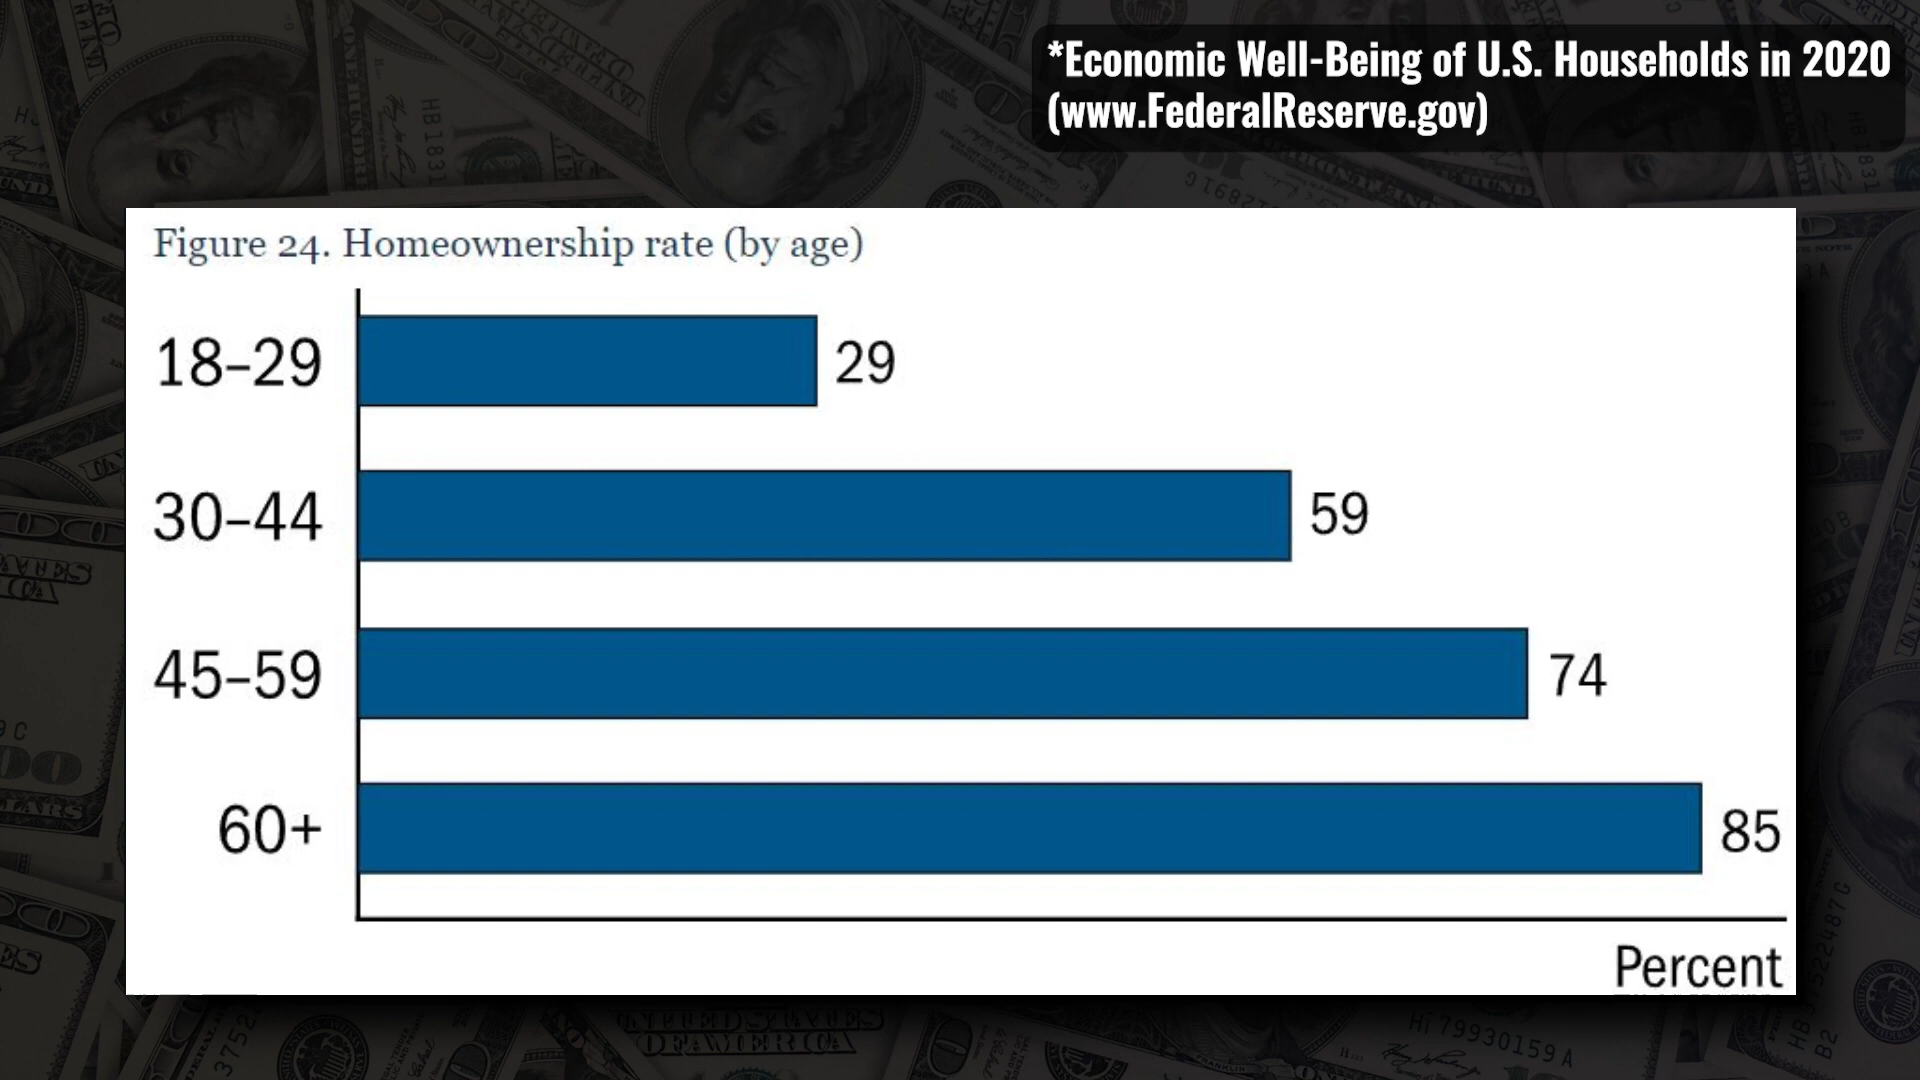 *Economic Well-Being of U.S. Households in 2020
(www.FederalReserve.gov)
Figure 24. Homeownership rate (by age)
18–29 29
30–44 59
45–59 74
60+ 85
Percent